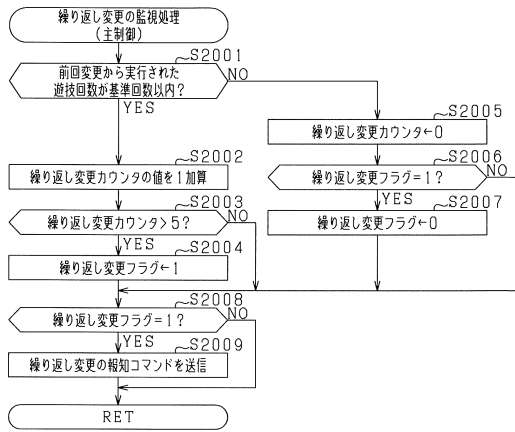 繰り返し変更の監視処理
(主制御)
S2001
前回変更から実行された
遊技回数が基準回数以内?
NO
YES
S2005
繰り返し変更カウンタ←0
S2002
繰り返し変更カウンタの値を1加算
S2006
繰り返し変更フラグ=1?
NO
YES
S2003
繰り返し変更カウンタ>5?
NO
YES
S2007
繰り返し変更フラグ←0
S2004
繰り返し変更フラグ←1
S2008
繰り返し変更フラグ=1?
NO
YES
S2009
繰り返し変更の報知コマンドを送信
RET